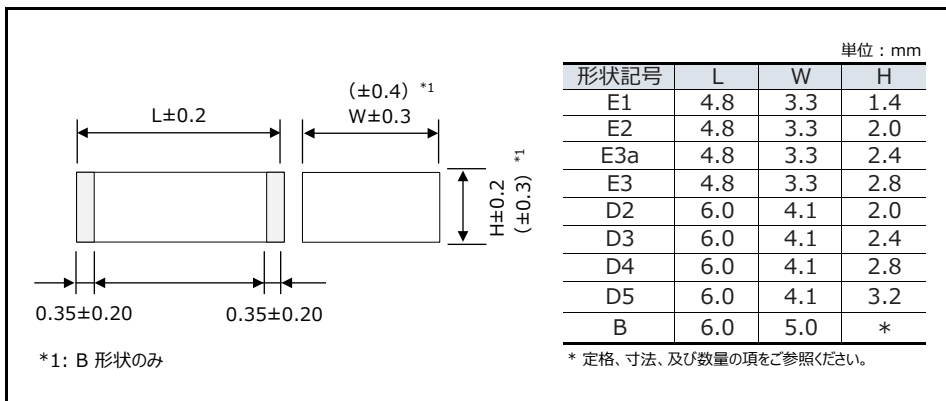 (±0.4) *1
L±0.2
W±0.3
H±0.2
(±0.3) *1
0.35±0.20
0.35±0.20
*1: B 形状のみ
単位：mm
形状記号 L W H
E1 4.8 3.3 1.4
E2 4.8 3.3 2.0
E3a 4.8 3.3 2.4
E3 4.8 3.3 2.8
D2 6.0 4.1 2.0
D3 6.0 4.1 2.4
D4 6.0 4.1 2.8
D5 6.0 4.1 3.2
B 6.0 5.0 *
* 定格、寸法、及び数量の項をご参照ください。